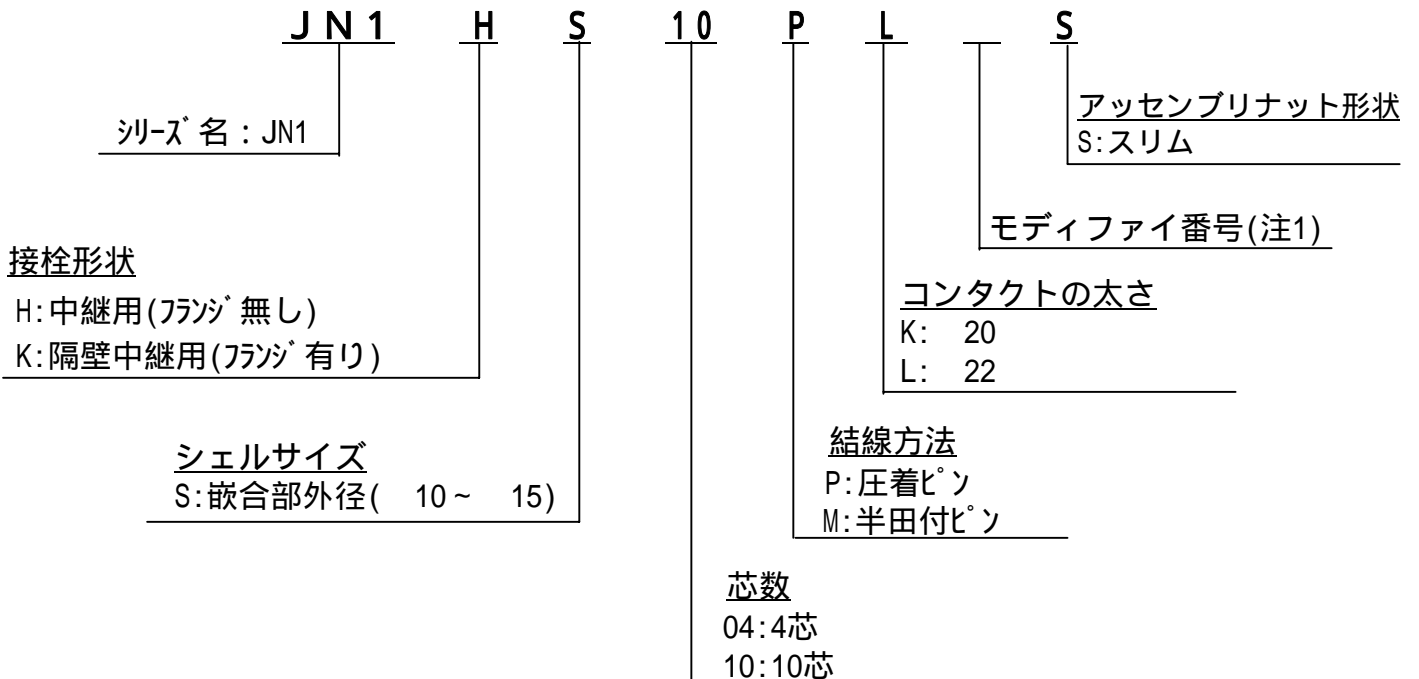 JN1 H S 10 P L S
アッセンブリナット形状
S:スリム
シリーズ名:JN1
モディファイ番号(注1)
接栓形状
H:中継用(フランジ無し)
K:隔壁中継用(フランジ有り)
コンタクトの太さ
K: 20
L: 22
シェルサイズ
S:嵌合部外径( 10~ 15)
結線方法
P:圧着ピン
M:半田付ピン
芯数
04:4芯
10:10芯